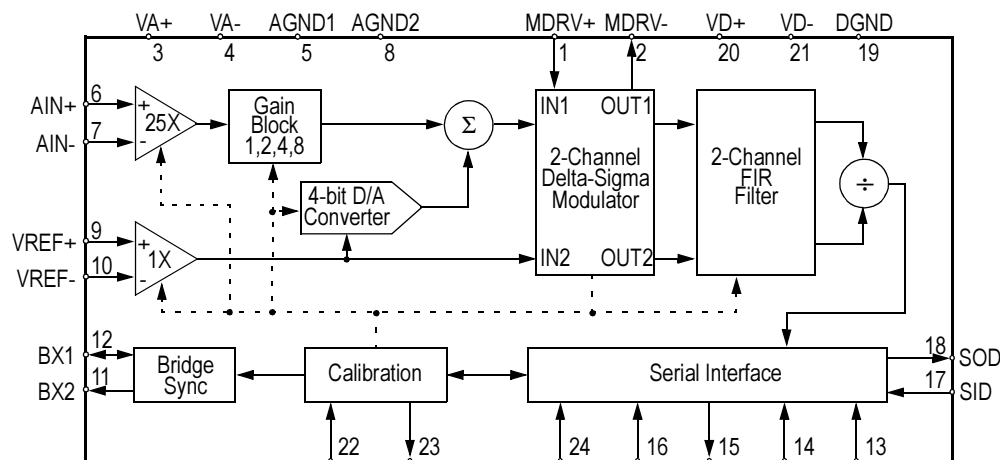 VA+ VA- AGND1 AGND2 MDRV+ MDRV- VD+ VD- DGND
3 4 5 8 1 2 20 21 19
AIN+ 6
AIN- 7
+
25X
-
Gain
Block
1,2,4,8
Σ
IN1 OUT1
2-Channel
Delta-Sigma
Modulator
IN2 OUT2
2-Channel
FIR
Filter
÷
4-bit D/A
Converter
VREF+ 9
VREF- 10
+
1X
-
BX1 12
BX2 11
Bridge
Sync
Calibration
Serial Interface
18 SOD
17 SID
22 23 24 16 15 14 13